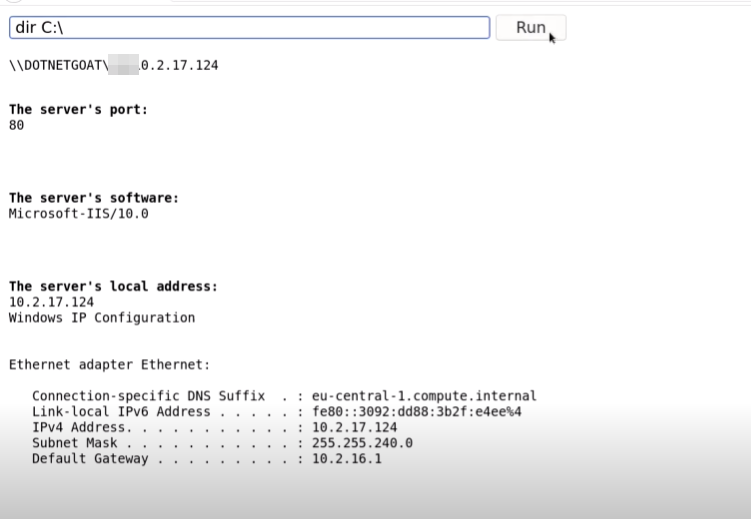 dir C:\
Run
\\DOTNETGOAT\ .0.2.17.124
The server's port:
80
The server's software:
Microsoft-IIS/10.0
The server's local address:
10.2.17.124
Windows IP Configuration
Ethernet adapter Ethernet:
Connection-specific DNS Suffix  . : eu-central-1.compute.internal
Link-local IPv6 Address . . . . . : fe80::3092:dd88:3b2f:e4ee%4
IPv4 Address. . . . . . . . . . . : 10.2.17.124
Subnet Mask . . . . . . . . . . . : 255.255.240.0
Default Gateway . . . . . . . . . : 10.2.16.1